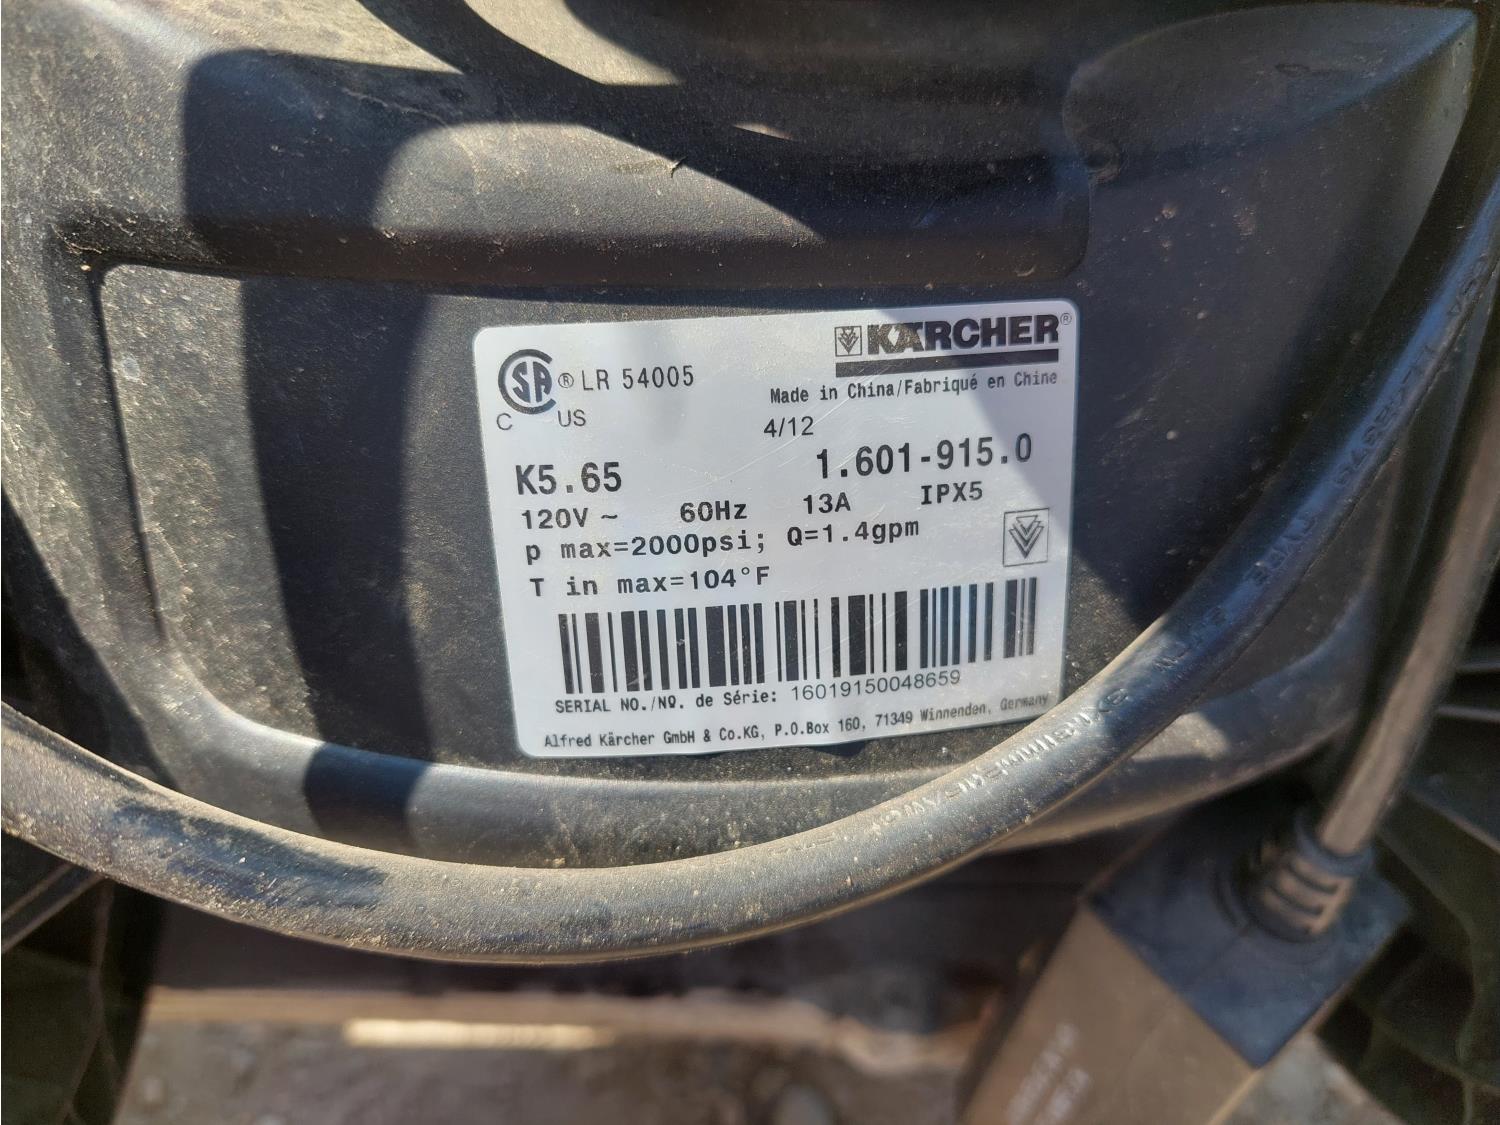 KÄRCHER®
SA ® LR 54005
C US
Made in China/Fabriqué en Chine
4/12
K5.65 1.601-915.0
120V ~ 60Hz 13A IPX5
p max=2000psi; Q=1.4gpm
T in max=104°F
SERIAL NO./NO. de Série: 16019150048659
Alfred Kärcher GmbH & Co.KG, P.O.Box 160, 71349 Winnenden, Germany